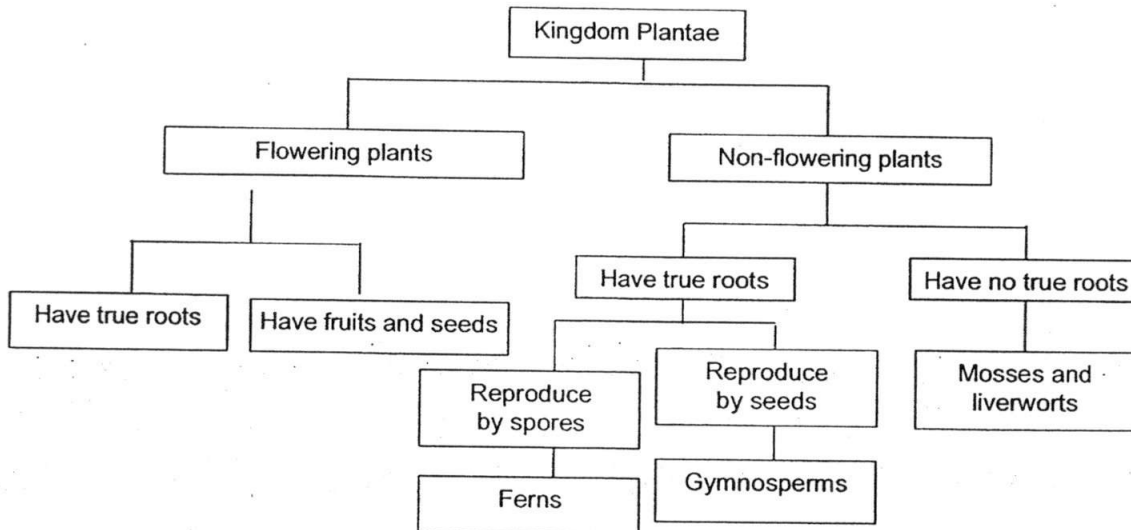 Kingdom Plantae
Flowering plants
Non-flowering plants
Have true roots
Have fruits and seeds
Have true roots
Have no true roots
Reproduce
by spores
Reproduce
by seeds
Mosses and
liverworts
Ferns
Gymnosperms